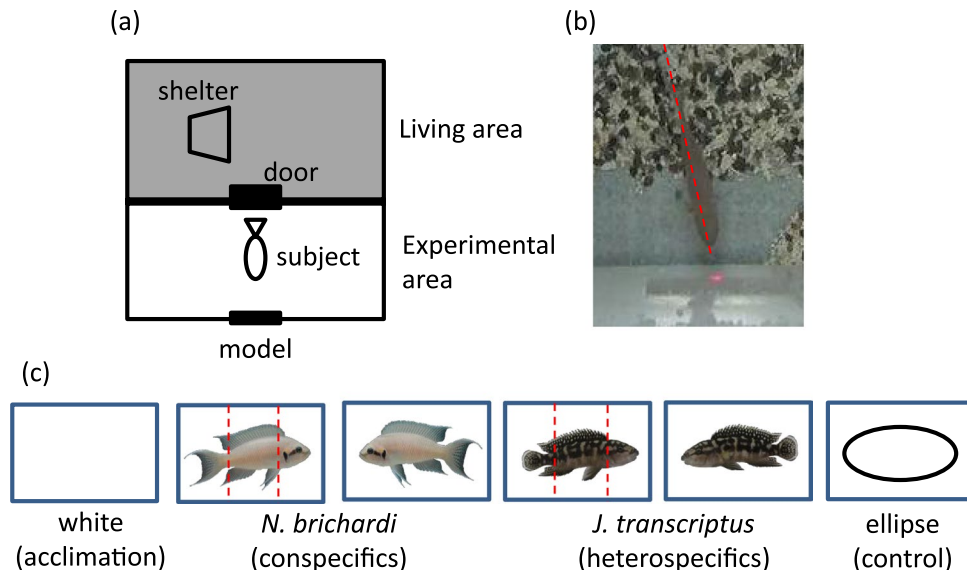 (a)
shelter
Living area
door
subject
Experimental
area
model
(b)
(c)
white
(acclimation)
N. brichardi
(conspecifics)
J. transcriptus
(heterospecifics)
ellipse
(control)